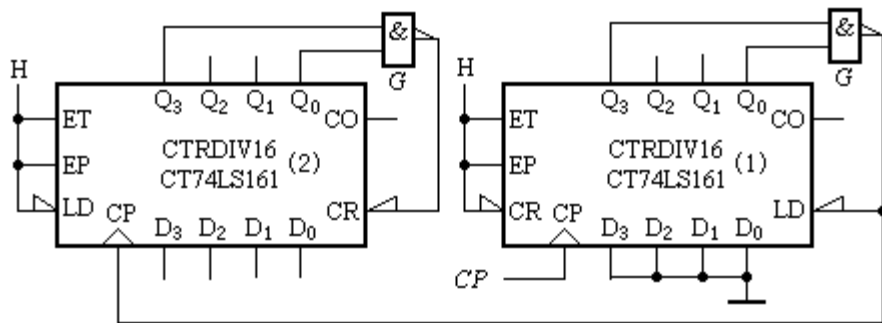 H
&
G
Q3 Q2 Q1 Q0
ET
CO
EP
CTRDIV16
CT74LS161
(2)
LD
CP
CR
D3 D2 D1 D0
H
&
G
Q3 Q2 Q1 Q0
ET
CO
EP
CTRDIV16
CT74LS161
(1)
CR
CP
LD
D3 D2 D1 D0
CP